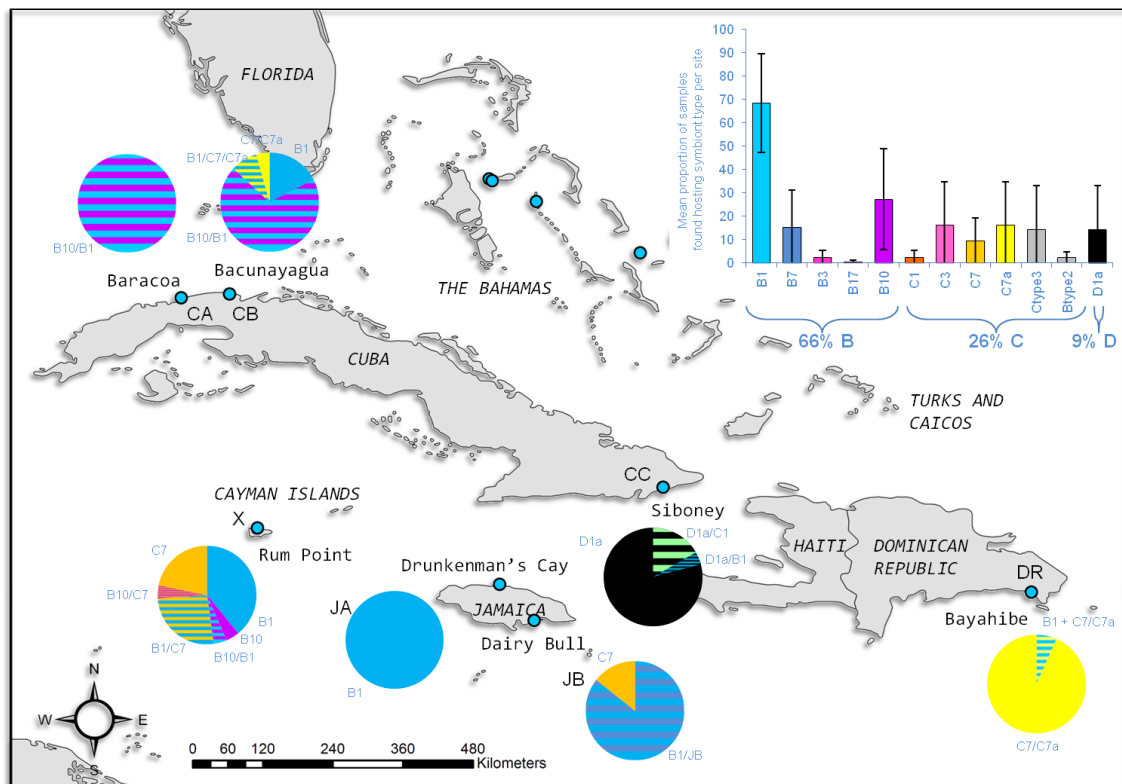 FLORIDA
C7/C7a
B1/C7/C7a
B1
B10/B1
B10/B1
Baracoa
Bacunayagua
CA
CB
CUBA
THE BAHAMAS
Mean proportion of samples
found hosting symbiont type per site
100
90
80
70
60
50
40
30
20
10
0
B1
B7
B3
B17
B10
C1
C3
C7
C7a
Ctype3
Btype2
D1a
66% B
26% C
9% D
TURKS AND
CAICOS
CC
Siboney
D1a
D1a/C1
D1a/B1
CAYMAN ISLANDS
X
Rum Point
C7
B10/C7
B1
B10
B1/C7
B10/B1
Drunkenman's Cay
JA
JAMAICA
Dairy Bull
B1
C7
JB
B1/JB
HAITI
DOMINICAN
REPUBLIC
DR
Bayahibe
B1 + C7/C7a
C7/C7a
N
W
E
S
0 30 60 120 240 360 480
Kilometers